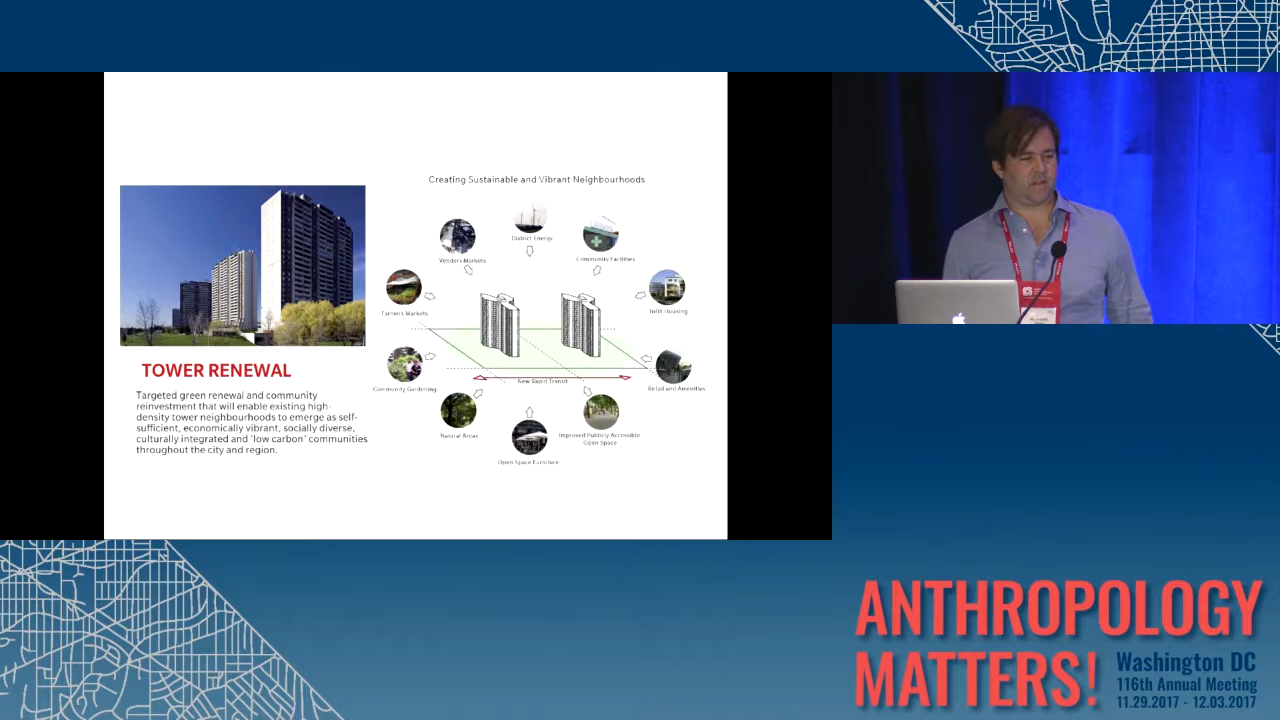 Creating Sustainable and Vibrant Neighbourhoods
District Energy
Venders Markets
Community Facilities
Farmers Markets
Infill Housing
New Rapid Transit
Community Gardening
Retail and Amenities
Natural Areas
Improved Publicly Accessible
Open Space
Open Space Furniture
TOWER RENEWAL
Targeted green renewal and community
reinvestment that will enable existing high-
density tower neighbourhoods to emerge as self-
sufficient, economically vibrant, socially diverse,
culturally integrated and 'low carbon' communities
throughout the city and region.
ANTHROPOLOGY
MATTERS!
Washington DC
116th Annual Meeting
11.29.2017 - 12.03.2017